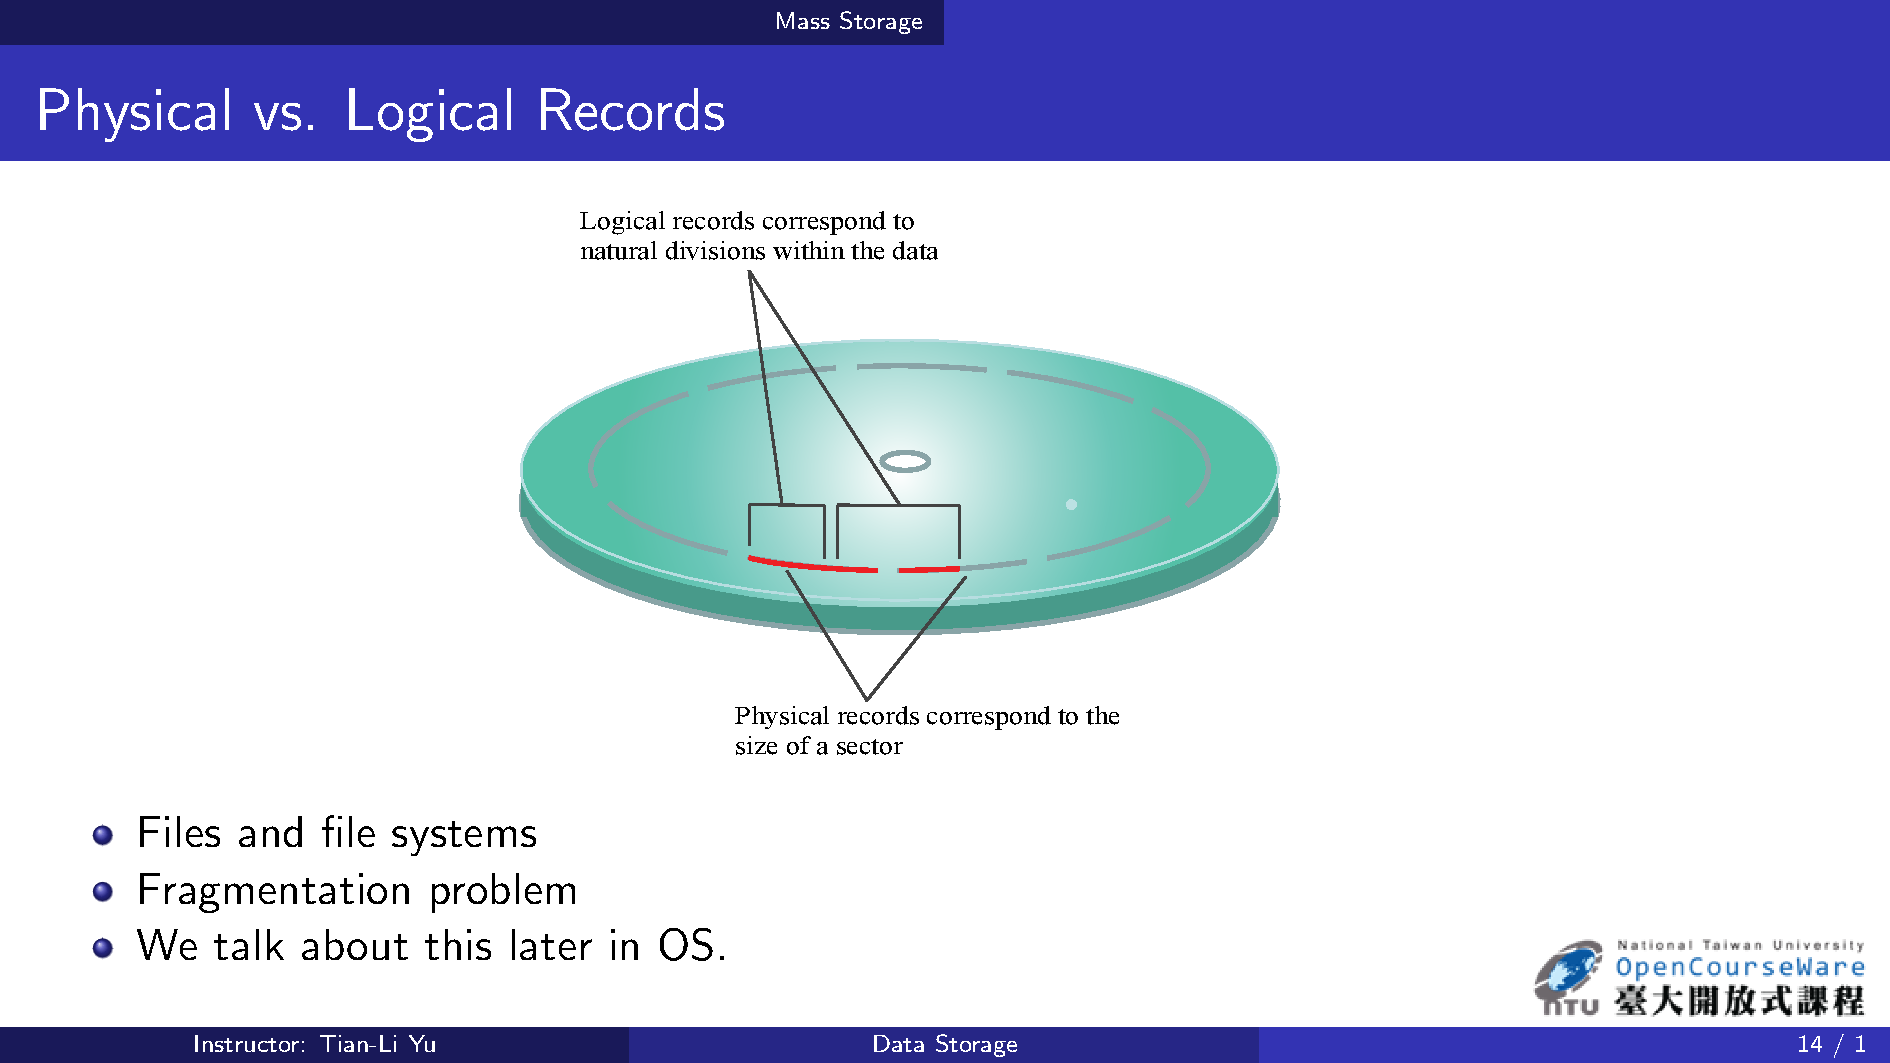 Mass Storage
Physical vs. Logical Records
Logical records correspond to
natural divisions within the data
Physical records correspond to the
size of a sector
Files and file systems
Fragmentation problem
We talk about this later in OS.
National Taiwan University
OpenCourseWare
NTU 臺大開放式課程
Instructor: Tian-Li Yu
Data Storage
14 / 1